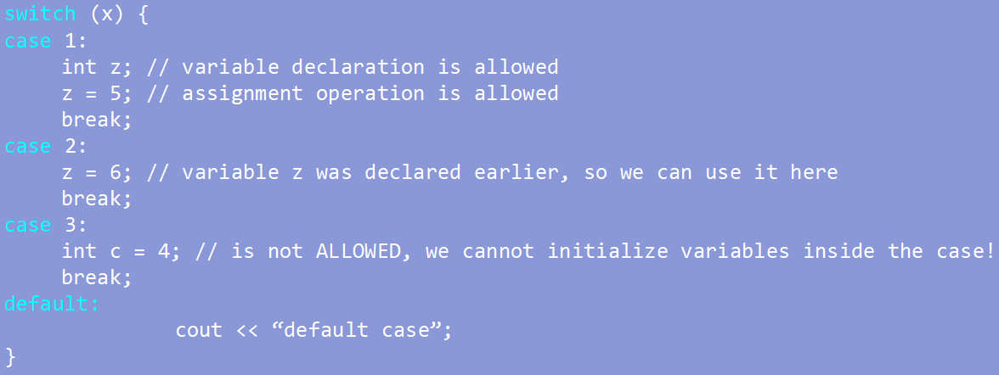 switch (x) {
case 1:
int z; // variable declaration is allowed
z = 5; // assignment operation is allowed
break;
case 2:
z = 6; // variable z was declared earlier, so we can use it here
break;
case 3:
int c = 4; // is not ALLOWED, we cannot initialize variables inside the case!
break;
default:
cout << “default case”;
}